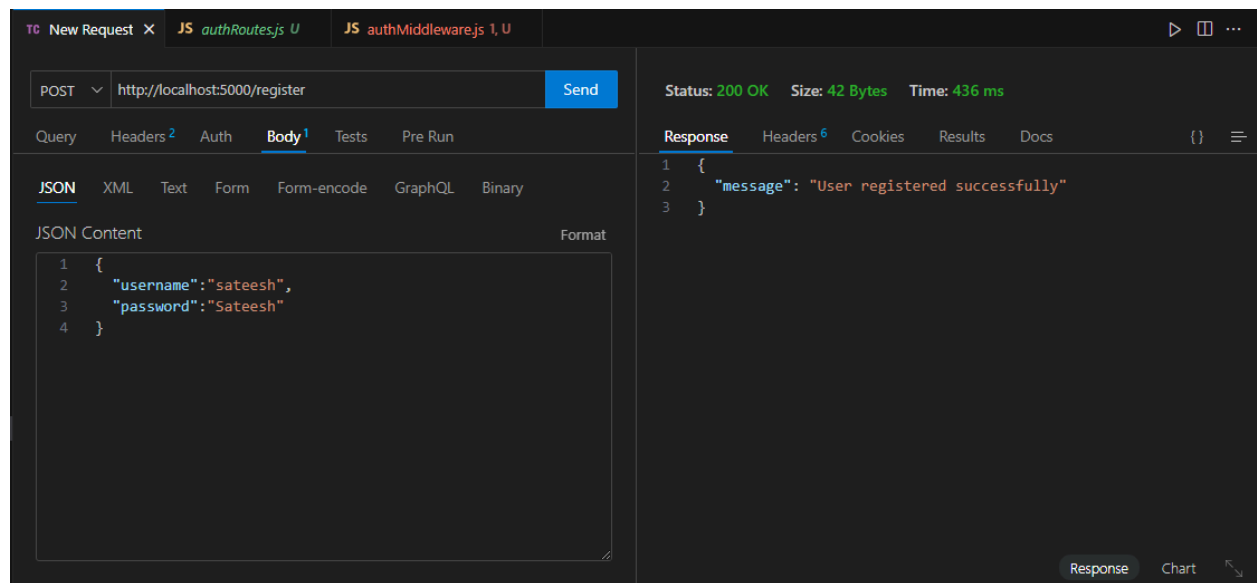 TC New Request × JS authRoutes.js U JS authMiddleware.js 1, U
POST http://localhost:5000/register Send
Query Headers 2 Auth Body 1 Tests Pre Run
JSON XML Text Form Form-encode GraphQL Binary
JSON Content Format
1 {
2 "username":"sateesh",
3 "password":"Sateesh"
4 }
Status: 200 OK Size: 42 Bytes Time: 436 ms
Response Headers 6 Cookies Results Docs {}
1 {
2 "message": "User registered successfully"
3 }
Response Chart